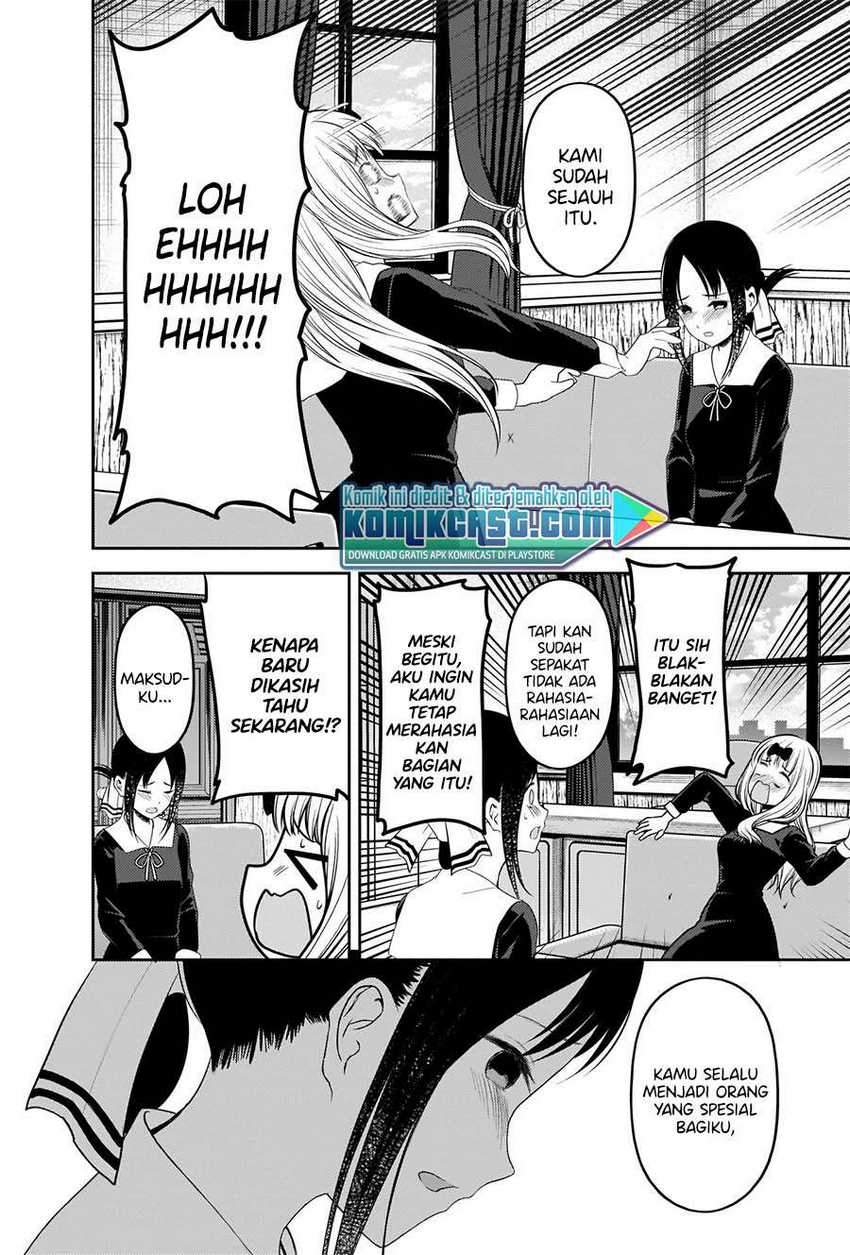 KAMI
SUDAH
SEJAUH
ITU.
LOH
EHHHH
HHHHHH
HHH!!!
Komik ini diedit & diterjemahkan oleh
KOMIKCAST.COM
DOWNLOAD GRATIS APK KOMIKCAST DI PLAYSTORE
ITU SIH
BLAK-
BLAKAN
BANGET!
TAPI KAN
SUDAH
SEPAKAT
TIDAK ADA
RAHASIA-
RAHASIAAN
LAGI!
MESKI
BEGITU,
AKU INGIN
KAMU
TETAP
MERAHASIA
KAN
BAGIAN
YANG ITU!
KENAPA
BARU
DIKASIH
TAHU
SEKARANG!?
MAKSUD-
KU...
KAMU SELALU
MENJADI ORANG
YANG SPESIAL
BAGIKU,